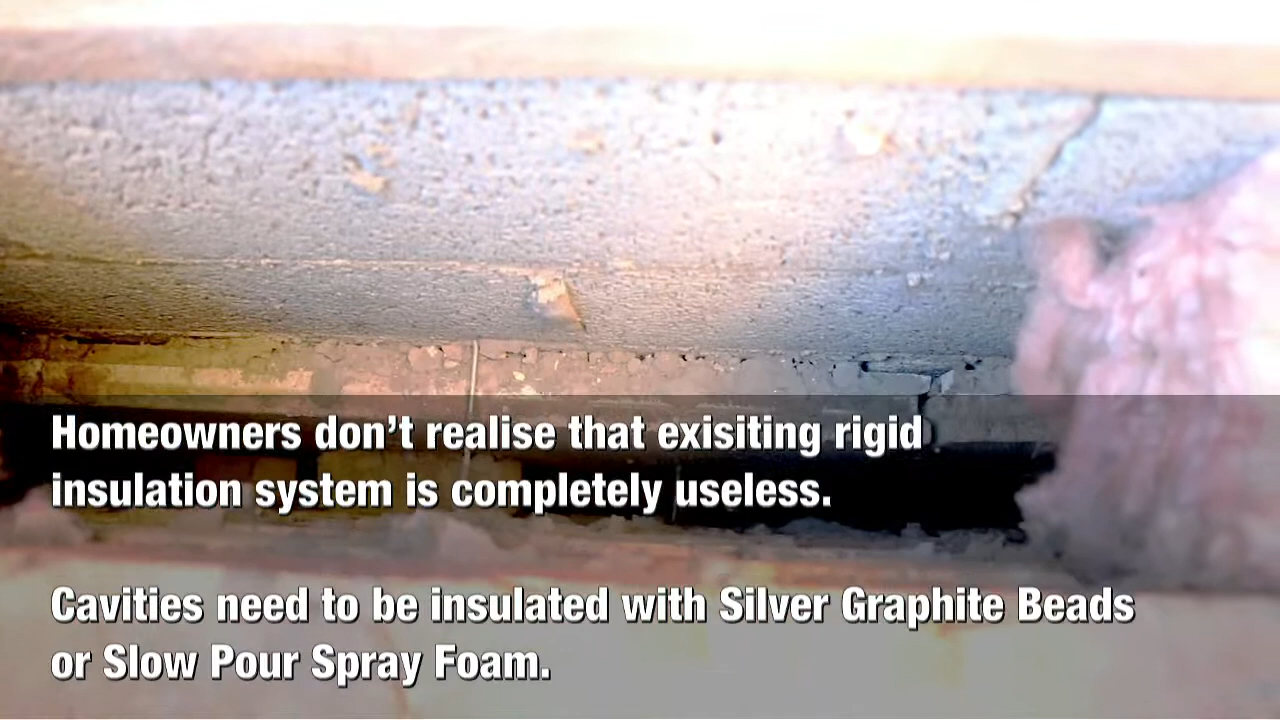 Homeowners don’t realise that exisiting rigid
insulation system is completely useless.
Cavities need to be insulated with Silver Graphite Beads
or Slow Pour Spray Foam.